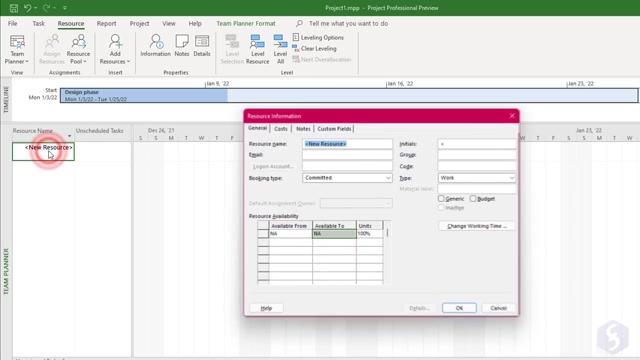 Project1.mpp - Project Professional Preview
File Task Resource Report Project View Help Team Planner Format Tell me what you want to do
Team Planner Assign Resources Resource Pool Add Resources Information Notes Details Level Selection Level Resource Level All
Leveling Options
Clear Leveling
Next Overallocation
View Assignments Insert Properties Level
TIMELINE
Jan 9, '22 Jan 16, '22 Jan 23, '22
Start
Mon 1/3/22
Design phase
Mon 1/3/22 - Tue 1/25/22
Resource Name Unscheduled Tasks Dec 26, '21 Jan 23, '22
<New Resource>
TEAM PLANNER
Resource Information
General Costs Notes Custom Fields
Resource name: <New Resource> Initials: <
Email: Group:
Logon Account... Code:
Booking type: Committed Type: Work
Material label:
Default Assignment Owner: Generic Budget
Inactive
Resource Availability
Available From Available To Units
NA NA 100%
Change Working Time ...
Help Details... OK Cancel